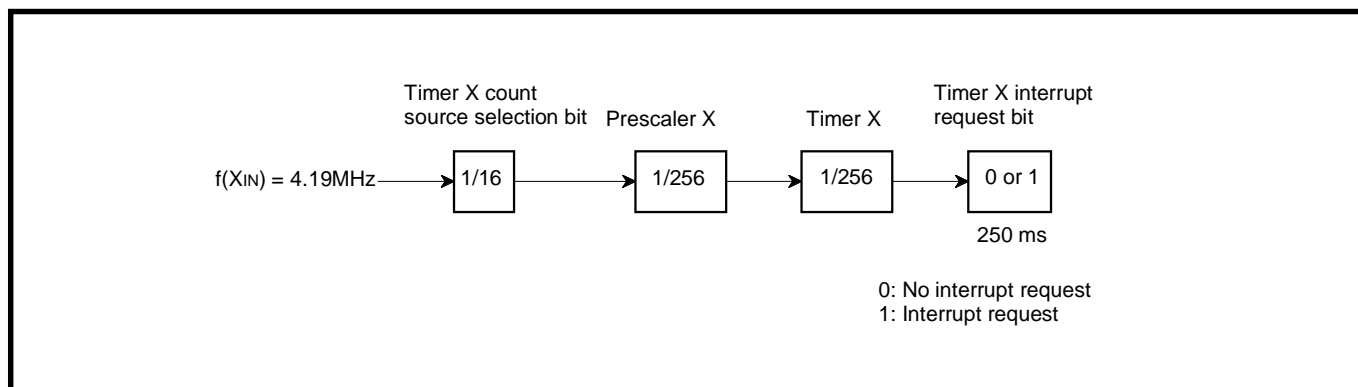 Timer X count
source selection bit
Prescaler X
Timer X
Timer X interrupt
request bit
f(XIN) = 4.19MHz
1/16
1/256
1/256
0 or 1
250 ms
0: No interrupt request
1: Interrupt request